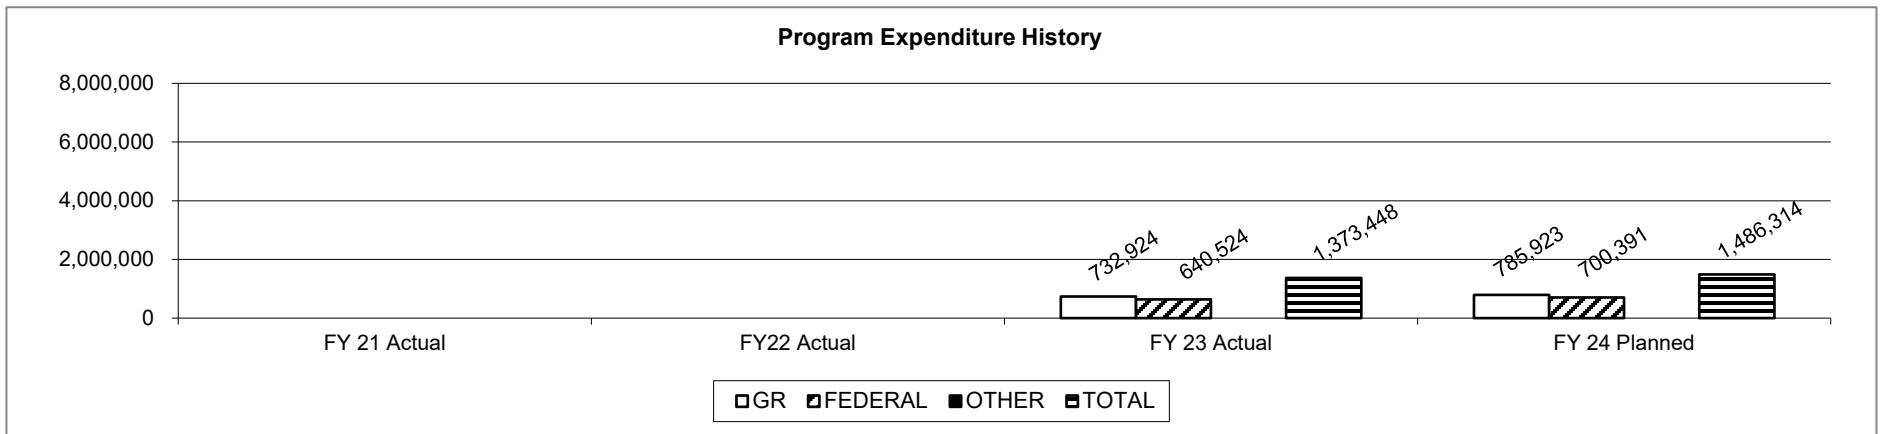 Program Expenditure History
8,000,000
6,000,000
4,000,000
2,000,000
0
732,924
640,524
1,373,448
785,923
700,391
1,486,314
FY 21 Actual
FY22 Actual
FY 23 Actual
FY 24 Planned
GR FEDERAL OTHER TOTAL